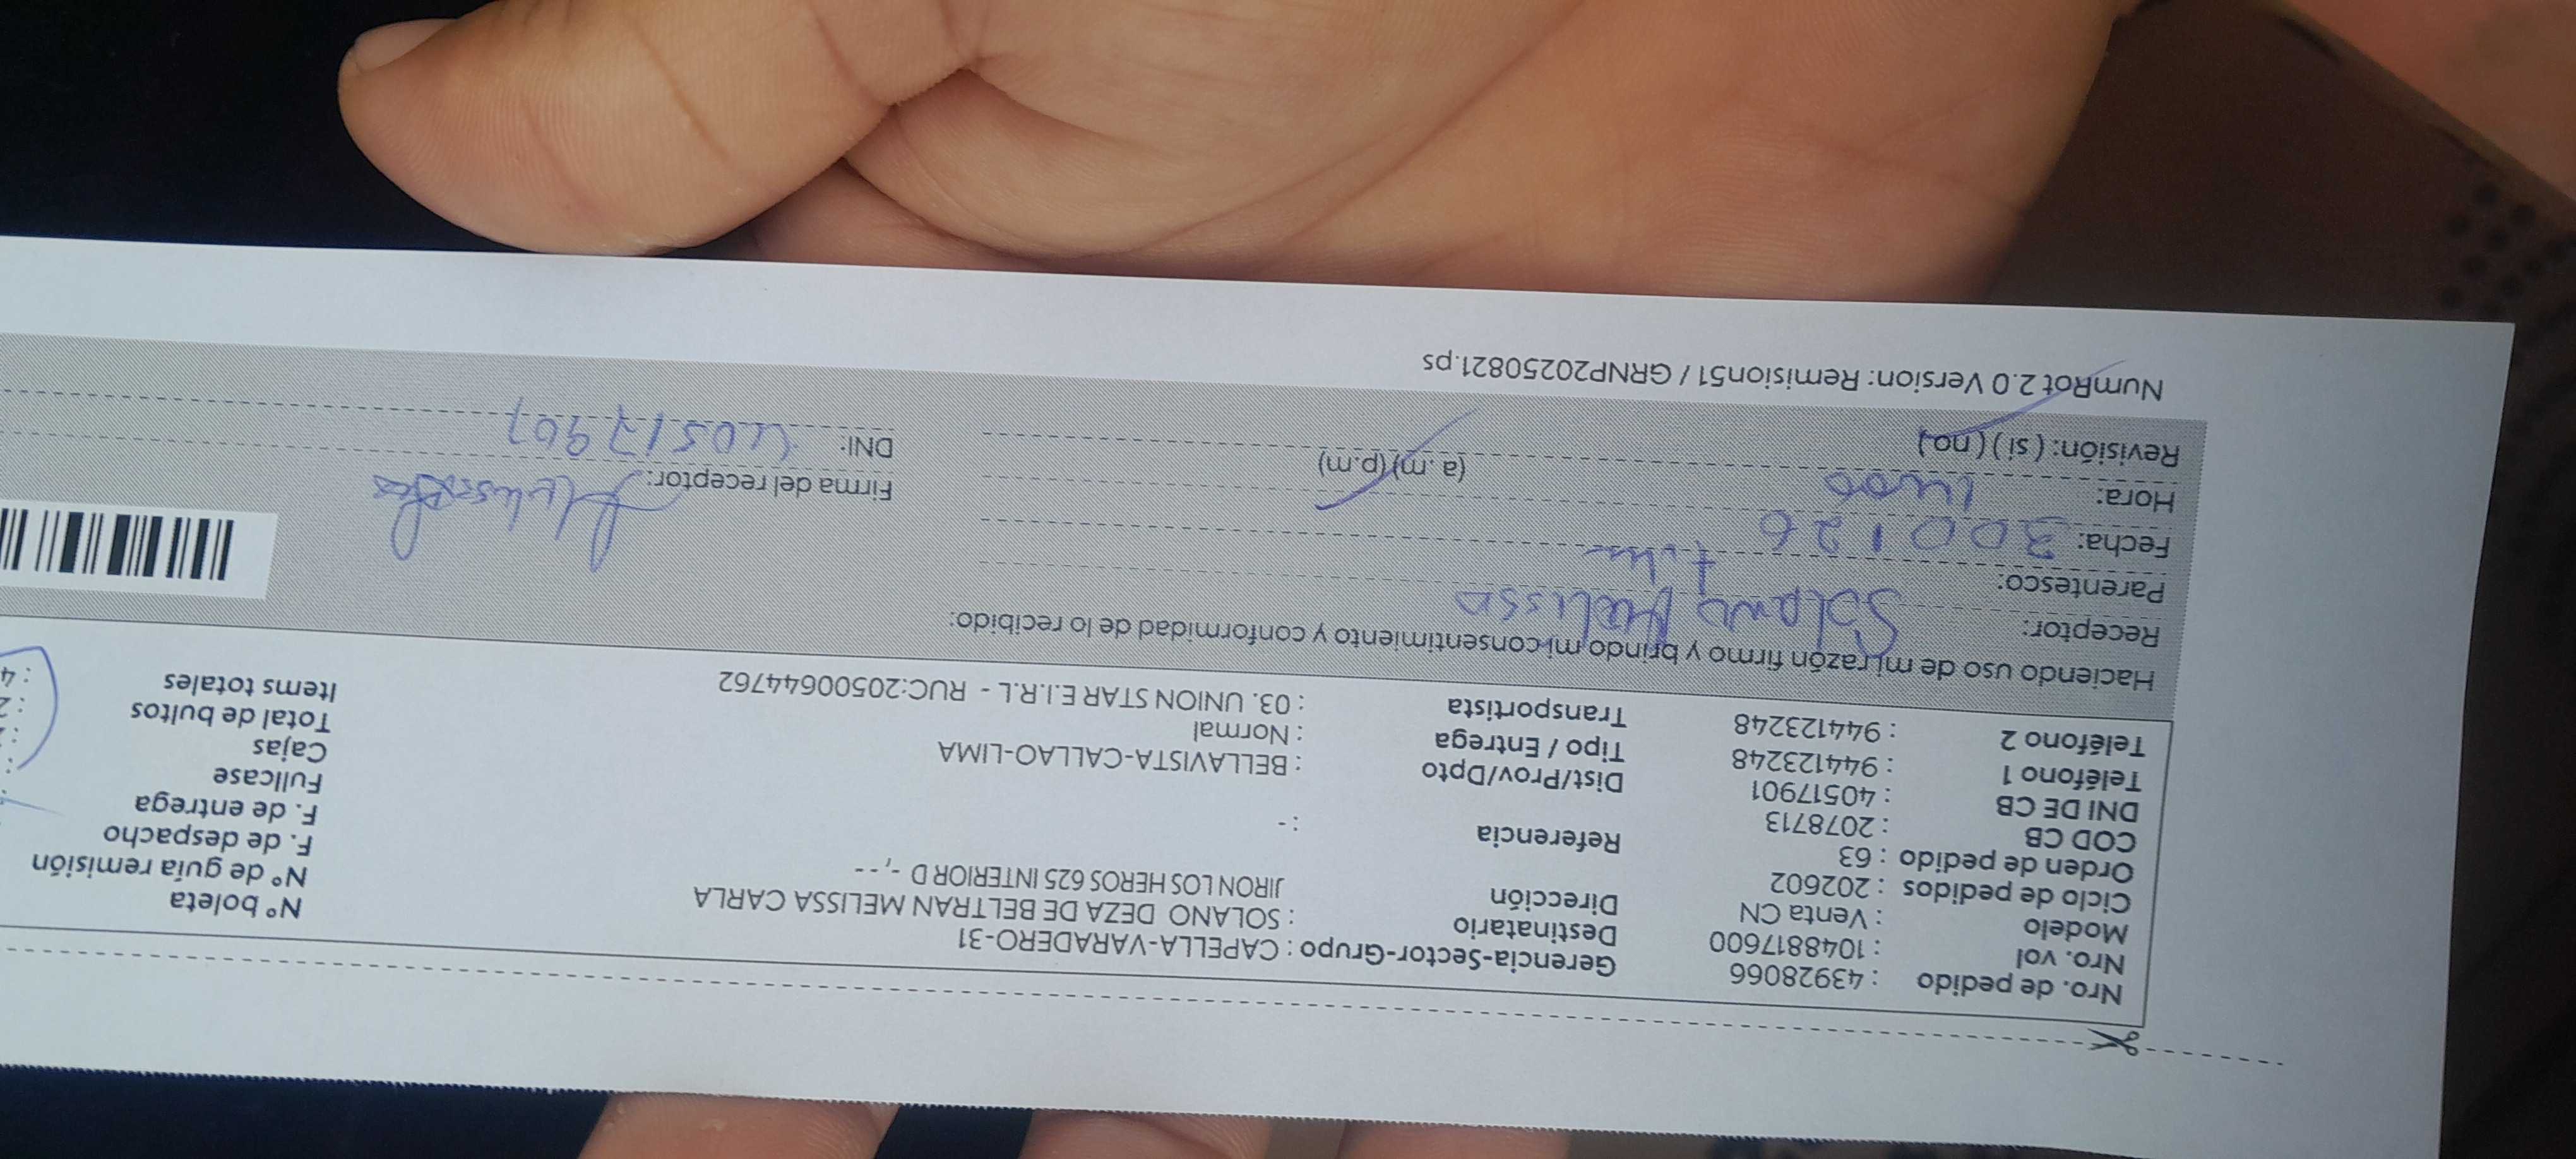 Nro. de pedido : 43928066
Nro. vol : 1048817600
Modelo : Venta CN
Ciclo de pedidos : 202602
Orden de pedido : 63
COD CB : 2078713
DNI DE CB : 40517901
Teléfono 1 : 944123248
Teléfono 2 : 944123248
Gerencia-Sector-Grupo : CAPELLA-VARADERO-31
Destinatario : SOLANO DEZA DE BELTRAN MELISSA CARLA
Dirección JIRON LOS HEROS 625 INTERIOR D -,- -
Referencia : -
Dist/Prov/Dpto : BELLAVISTA-CALLAO-LIMA
Tipo / Entrega : Normal
Transportista : 03. UNION STAR E.I.R.L - RUC:20500644762
N° boleta
N° de guía remisión
F. de despacho
F. de entrega
Fullcase :
Cajas :
Total de bultos : 2
Items totales : 4
Haciendo uso de mi razón firmo y brindo mi consentimiento y conformidad de lo recibido:
Receptor: Solano Melissa
Parentesco:
Fecha: 300126
Hora: 1400 (a.m) (p.m)
Revisión: (si) (no)
Firma del receptor:
DNI: 40517901
NumRot 2.0 Version: Remision51 / GRNP20250821.ps